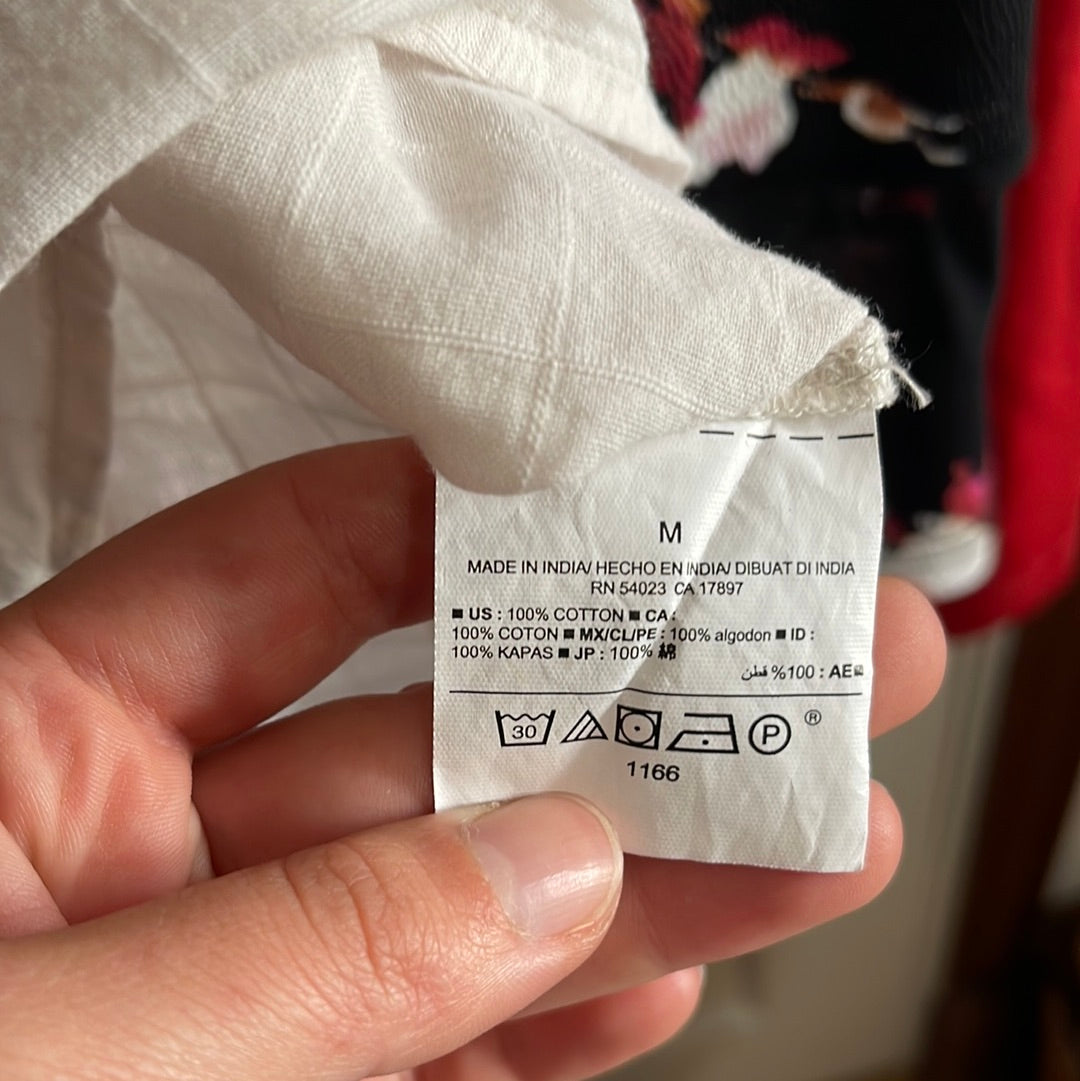 M
MADE IN INDIA/ HECHO EN INDIA/ DIBUAT DI INDIA
RN 54023 CA 17897
■ US : 100% COTTON ■ CA:
100% COTON ■ MX/CL/PE : 100% algodon ■ ID :
100% KAPAS ■ JP : 100% 綿
■AE : %100 قطن
30 P ®
1166